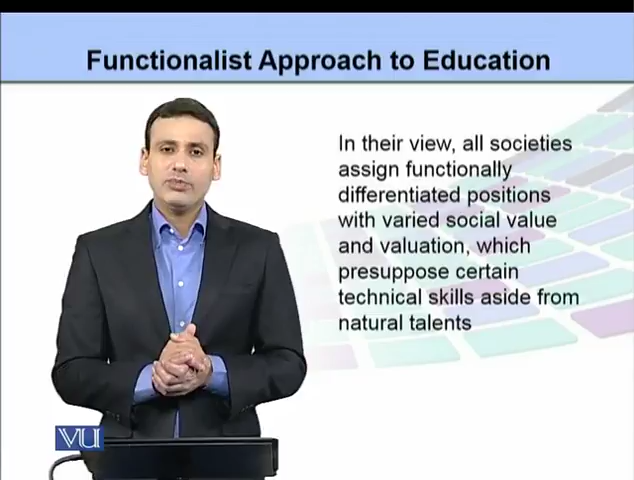 Functionalist Approach to Education
In their view, all societies
assign functionally
differentiated positions
with varied social value
and valuation, which
presuppose certain
technical skills aside from
natural talents
VU